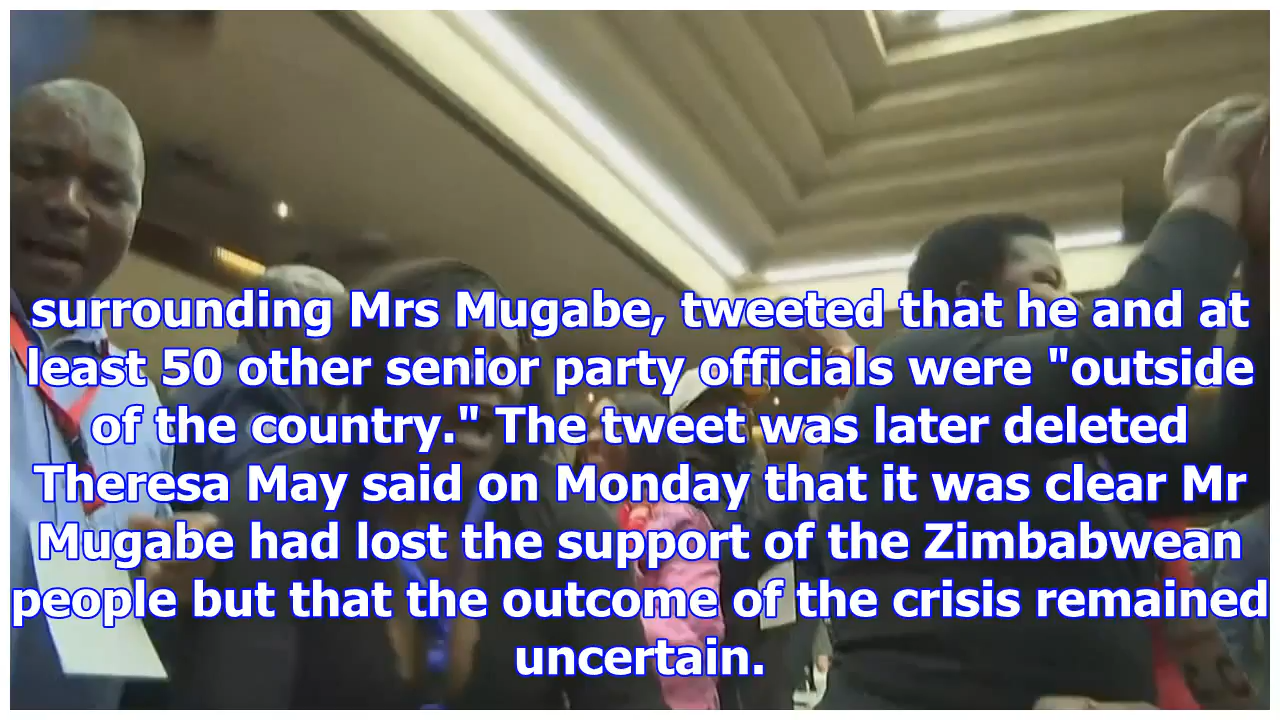 surrounding Mrs Mugabe, tweeted that he and at
least 50 other senior party officials were "outside
of the country." The tweet was later deleted
Theresa May said on Monday that it was clear Mr
Mugabe had lost the support of the Zimbabwean
people but that the outcome of the crisis remained
uncertain.